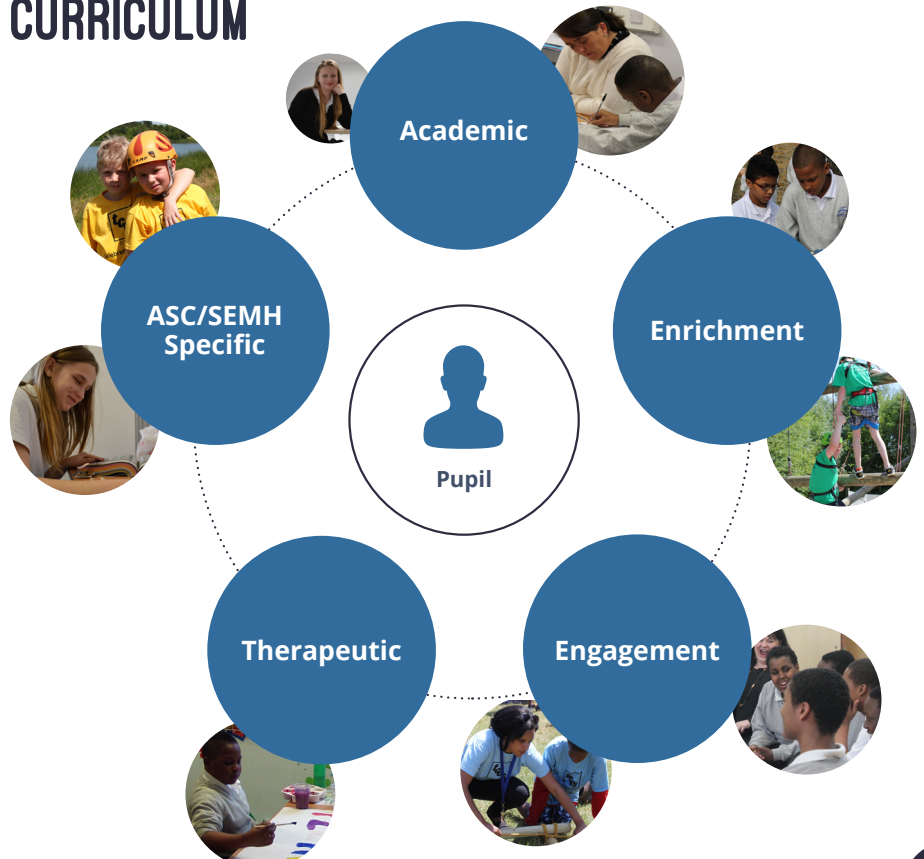 CURRICULUM
Academic
ASC/SEMH
Specific
Enrichment
Pupil
Therapeutic
Engagement